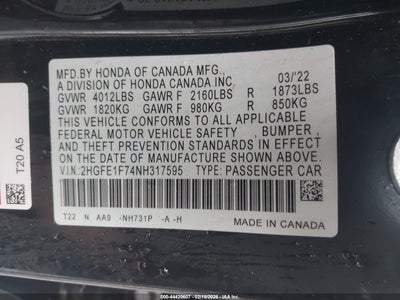 MFD.BY HONDA OF CANADA MFG.,
A DIVISION OF HONDA CANADA INC. 03/'22
GVWR 4012LBS GAWR F 2160LBS R 1873LBS
GVWR 1820KG GAWR F 980KG R 850KG
THIS VEHICLE CONFORMS TO ALL APPLICABLE
FEDERAL MOTOR VEHICLE SAFETY, BUMPER,
AND THEFT PREVENTION STANDARDS IN EFFECT
ON THE DATE OF MANUFACTURE SHOWN ABOVE.
V.I.N: 2HGFE1F74NH317595 TYPE: PASSENGER CAR
T22 N AA9 -NH731P -A -H
MADE IN CANADA
T20 A5